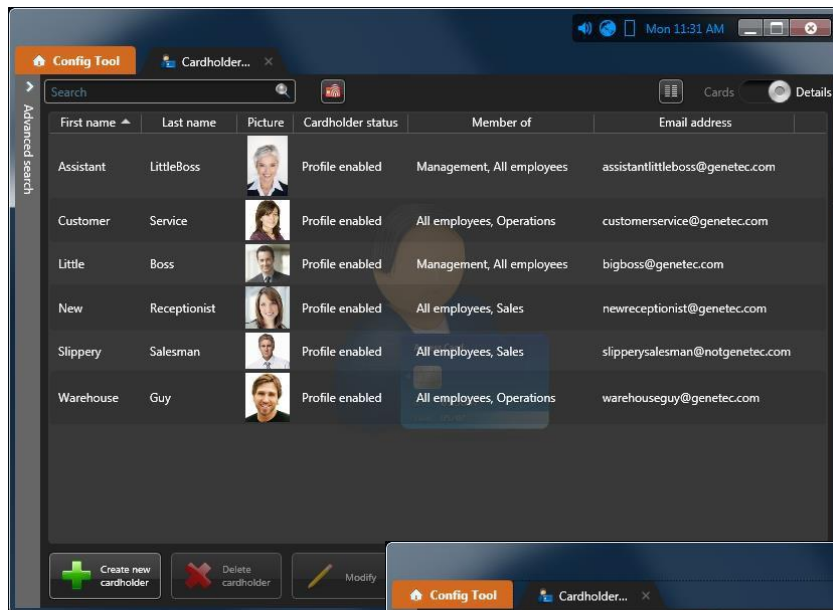 Mon 11:31 AM
Config Tool Cardholder...
Search Cards Details
Advanced search
First name Last name Picture Cardholder status Member of Email address
Assistant LittleBoss Profile enabled Management, All employees assistantlittleboss@genetec.com
Customer Service Profile enabled All employees, Operations customerservice@genetec.com
Little Boss Profile enabled Management, All employees bigboss@genetec.com
New Receptionist Profile enabled All employees, Sales newreceptionist@genetec.com
Slippery Salesman Profile enabled All employees, Sales slipperysalesman@notgenetec.com
Warehouse Guy Profile enabled All employees, Operations warehouseguy@genetec.com
Create new
cardholder
Delete
cardholder
Modify
Config Tool Cardholder...